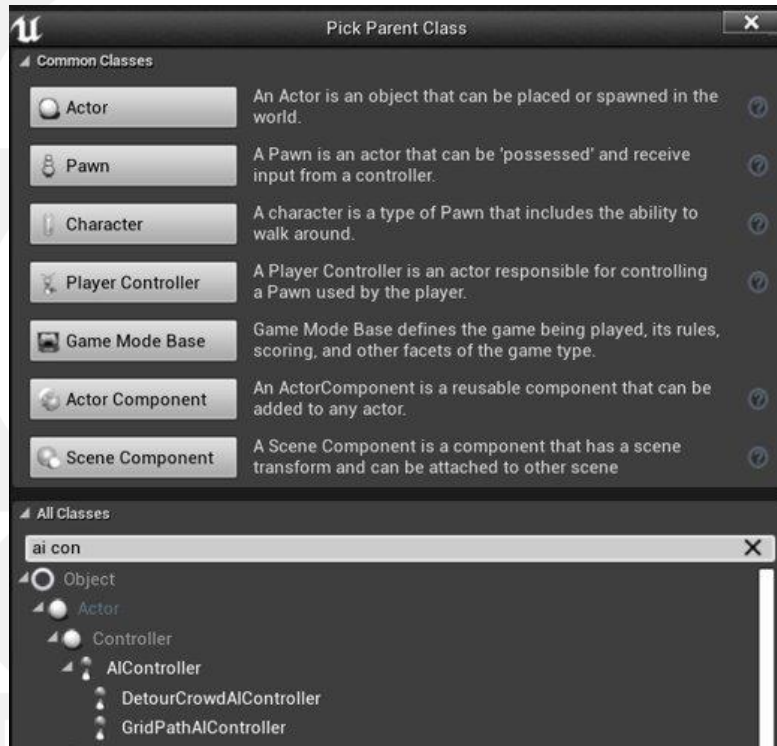 Pick Parent Class
Common Classes
Actor
An Actor is an object that can be placed or spawned in the
world.
Pawn
A Pawn is an actor that can be 'possessed' and receive
input from a controller.
Character
A character is a type of Pawn that includes the ability to
walk around.
Player Controller
A Player Controller is an actor responsible for controlling
a Pawn used by the player.
Game Mode Base
Game Mode Base defines the game being played, its rules,
scoring, and other facets of the game type.
Actor Component
An ActorComponent is a reusable component that can be
added to any actor.
Scene Component
A Scene Component is a component that has a scene
transform and can be attached to other scene
All Classes
ai con
Object
Actor
Controller
AIController
DetourCrowdAIController
GridPathAIController